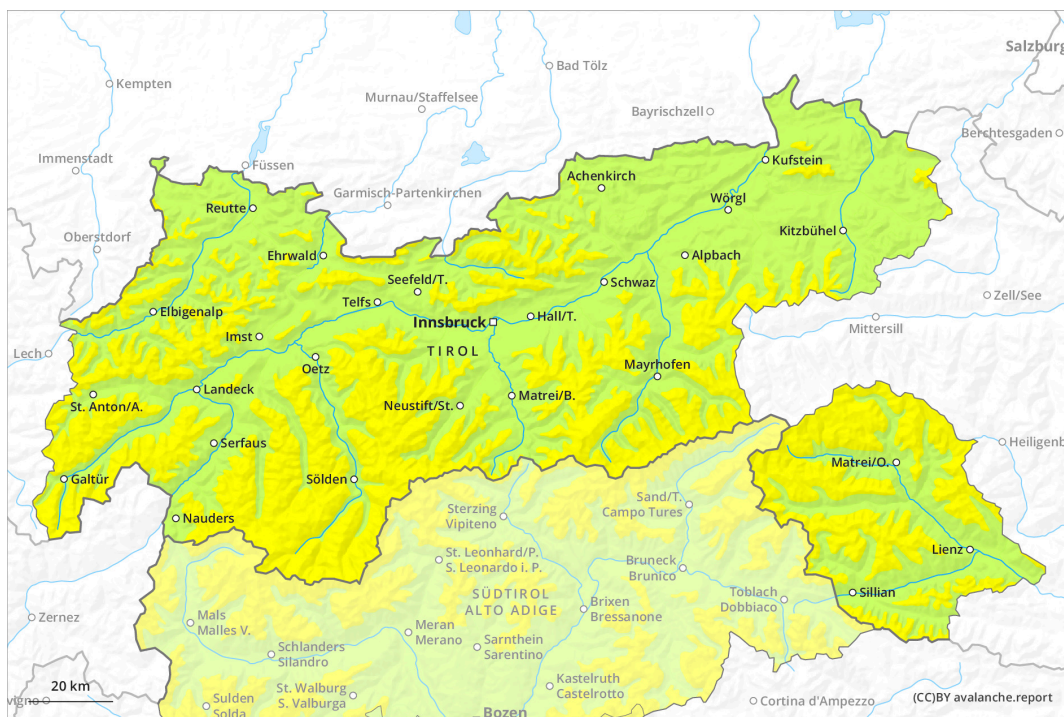 Salzburg
Kempten
Bad Tölz
Murnau/Staffelsee
Bayrischzell
Berchtesgaden
Immenstadt
Füssen
Kufstein
Achenkirch
Garmisch-Partenkirchen
Wörgl
Reutte
Kitzbühel
Oberstdorf
Ehrwald
Alpbach
Seefeld/T.
Schwaz
Telfs
Zell/See
Elbigenalp
Innsbruck
Hall/T.
Mittersill
Imst
Lech
TIROL
Oetz
Mayrhofen
Landeck
St. Anton/A.
Neustift/St.
Matrei/B.
Serfaus
Heiligenb
Matrei/O.
Galtür
Sölden
Sand/T.
Campo Tures
Sterzing
Vipiteno
Nauders
Lienz
St. Leonhard/P.
S. Leonardo i. P.
Bruneck
Brunico
SÜDTIROL
ALTO ADIGE
Toblach
Dobbiaco
Sillian
Brixen
Bressanone
Zernez
Mals
Malles V.
Meran
Merano
Sarnthein
Sarentino
Schlanders
Silandro
20 km
St. Walburg
S. Valburga
Kastelruth
Castelrotto
vigno
Sulden
Solda
Cortina d'Ampezzo
(CC)BY avalanche.report
Bozen